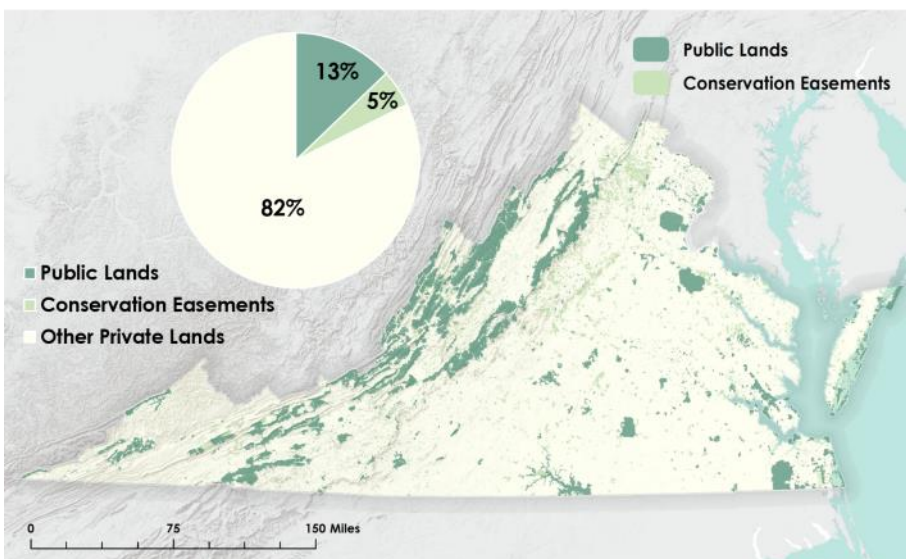 13%
5%
82%
Public Lands
Conservation Easements
Public Lands
Conservation Easements
Other Private Lands
0 75 150 Miles